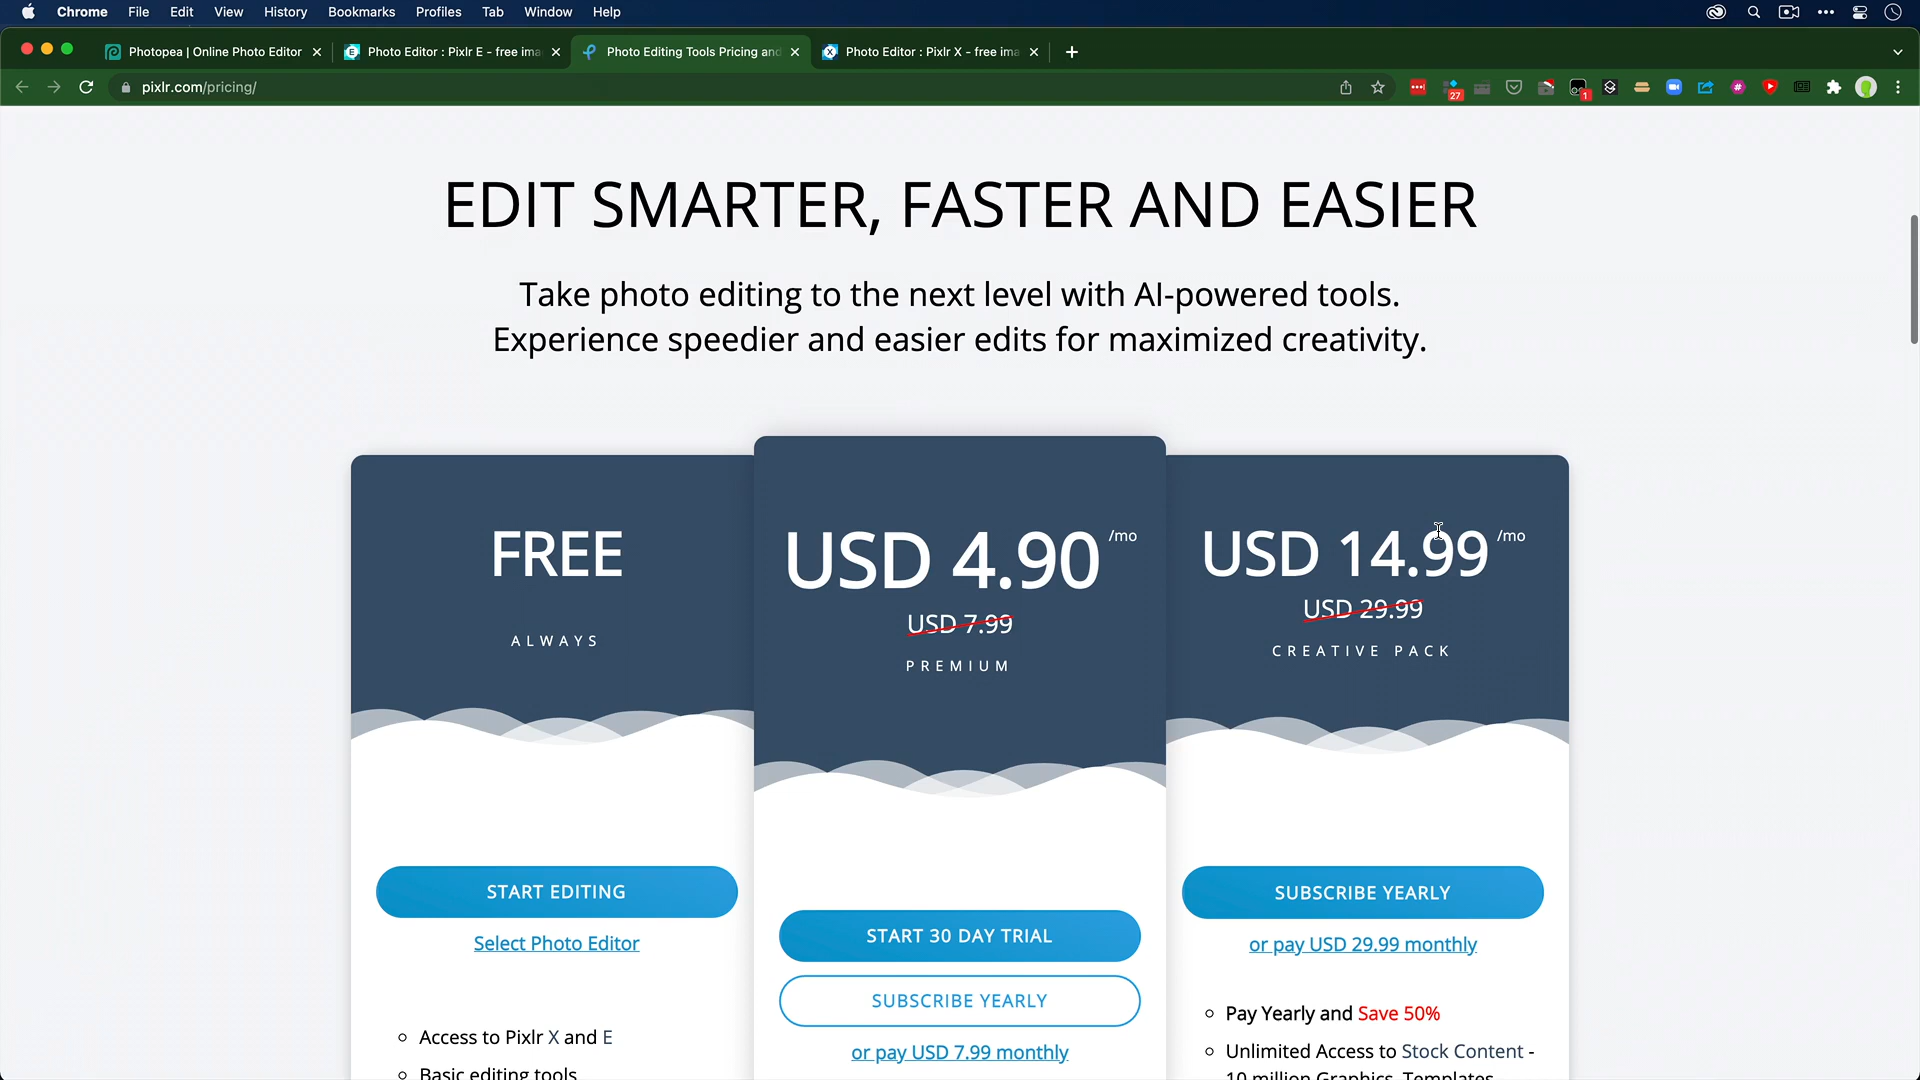 Chrome File Edit View History Bookmarks Profiles Tab Window Help
Photopea | Online Photo Editor
Photo Editor : Pixlr E - free ima
Photo Editing Tools Pricing and
Photo Editor : Pixlr X - free ima
pixlr.com/pricing/
27
1
EDIT SMARTER, FASTER AND EASIER
Take photo editing to the next level with AI-powered tools.
Experience speedier and easier edits for maximized creativity.
FREE
ALWAYS
START EDITING
Select Photo Editor
Access to Pixlr X and E
Basic editing tools
USD 4.90 /mo
USD 7.99
PREMIUM
START 30 DAY TRIAL
SUBSCRIBE YEARLY
or pay USD 7.99 monthly
USD 14.99 /mo
USD 29.99
CREATIVE PACK
SUBSCRIBE YEARLY
or pay USD 29.99 monthly
Pay Yearly and Save 50%
Unlimited Access to Stock Content -
10 million Graphics, Templates